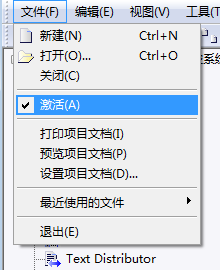 文件(F) 编辑(E) 视图(V) 工具(T
新建(N) Ctrl+N
打开(O)... Ctrl+O
关闭(C)
激活(A)
打印项目文档(I)
预览项目文档(P)
设置项目文档(D)...
最近使用的文件
退出(E)
Text Distributor